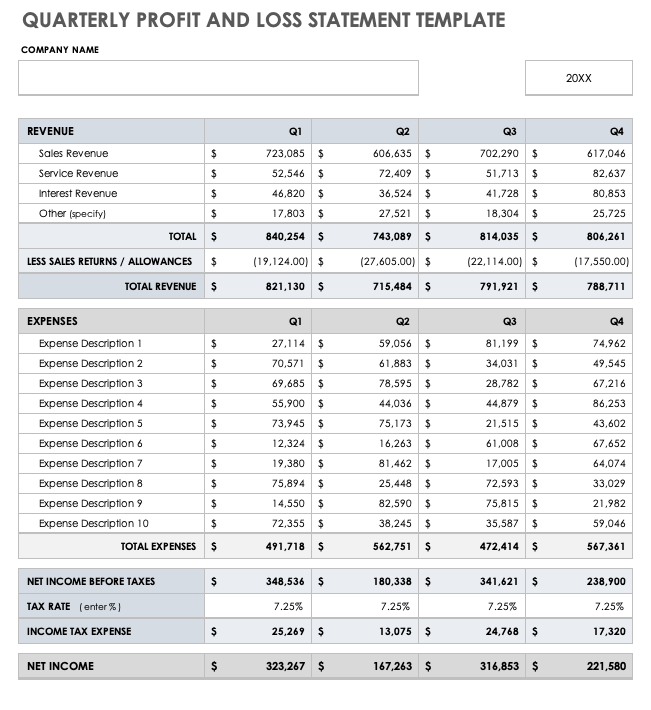 QUARTERLY PROFIT AND LOSS STATEMENT TEMPLATE
COMPANY NAME
20XX
REVENUE Q1 Q2 Q3 Q4
Sales Revenue $ 723,085 $ 606,635 $ 702,290 $ 617,046
Service Revenue $ 52,546 $ 72,409 $ 51,713 $ 82,637
Interest Revenue $ 46,820 $ 36,524 $ 41,728 $ 80,853
Other (specify) $ 17,803 $ 27,521 $ 18,304 $ 25,725
TOTAL $ 840,254 $ 743,089 $ 814,035 $ 806,261
LESS SALES RETURNS / ALLOWANCES $ (19,124.00) $ (27,605.00) $ (22,114.00) $ (17,550.00)
TOTAL REVENUE $ 821,130 $ 715,484 $ 791,921 $ 788,711
EXPENSES Q1 Q2 Q3 Q4
Expense Description 1 $ 27,114 $ 59,056 $ 81,199 $ 74,962
Expense Description 2 $ 70,571 $ 61,883 $ 34,031 $ 49,545
Expense Description 3 $ 69,685 $ 78,595 $ 28,782 $ 67,216
Expense Description 4 $ 55,900 $ 44,036 $ 44,879 $ 86,253
Expense Description 5 $ 73,945 $ 75,173 $ 21,515 $ 43,602
Expense Description 6 $ 12,324 $ 16,263 $ 61,008 $ 67,652
Expense Description 7 $ 19,380 $ 81,462 $ 17,005 $ 64,074
Expense Description 8 $ 75,894 $ 25,448 $ 72,593 $ 33,029
Expense Description 9 $ 14,550 $ 82,590 $ 75,815 $ 21,982
Expense Description 10 $ 72,355 $ 38,245 $ 35,587 $ 59,046
TOTAL EXPENSES $ 491,718 $ 562,751 $ 472,414 $ 567,361
NET INCOME BEFORE TAXES $ 348,536 $ 180,338 $ 341,621 $ 238,900
TAX RATE ( enter % ) 7.25% 7.25% 7.25% 7.25%
INCOME TAX EXPENSE $ 25,269 $ 13,075 $ 24,768 $ 17,320
NET INCOME $ 323,267 $ 167,263 $ 316,853 $ 221,580